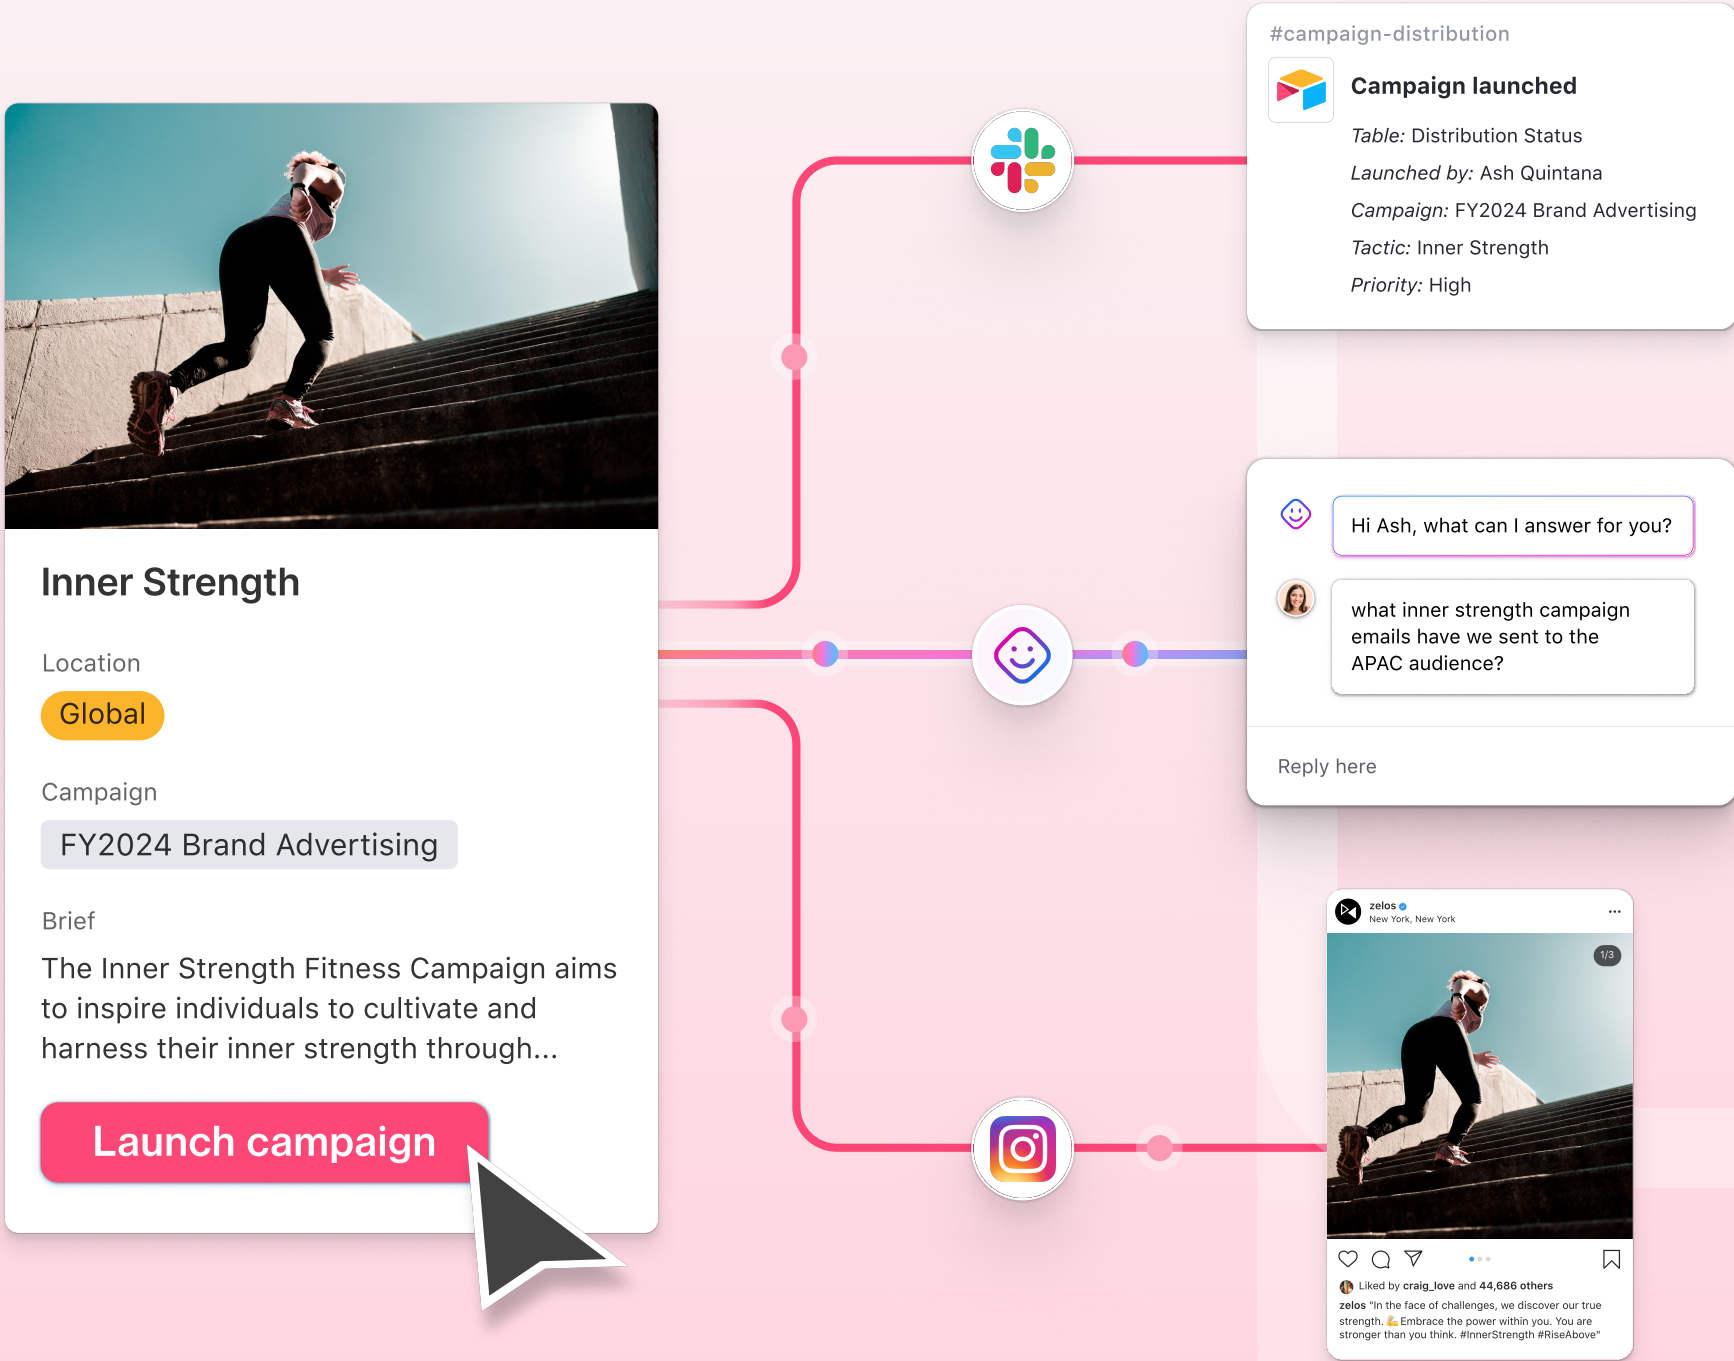 Inner Strength
Location
Global
Campaign
FY2024 Brand Advertising
Brief
The Inner Strength Fitness Campaign aims
to inspire individuals to cultivate and
harness their inner strength through...
Launch campaign
#campaign-distribution
Campaign launched
Table: Distribution Status
Launched by: Ash Quintana
Campaign: FY2024 Brand Advertising
Tactic: Inner Strength
Priority: High
Hi Ash, what can I answer for you?
what inner strength campaign
emails have we sent to the
APAC audience?
Reply here
zelos
New York, New York
1/3
Liked by craig_love and 44,686 others
zelos "In the face of challenges, we discover our true
strength. 💪 Embrace the power within you. You are
stronger than you think. #InnerStrength #RiseAbove"